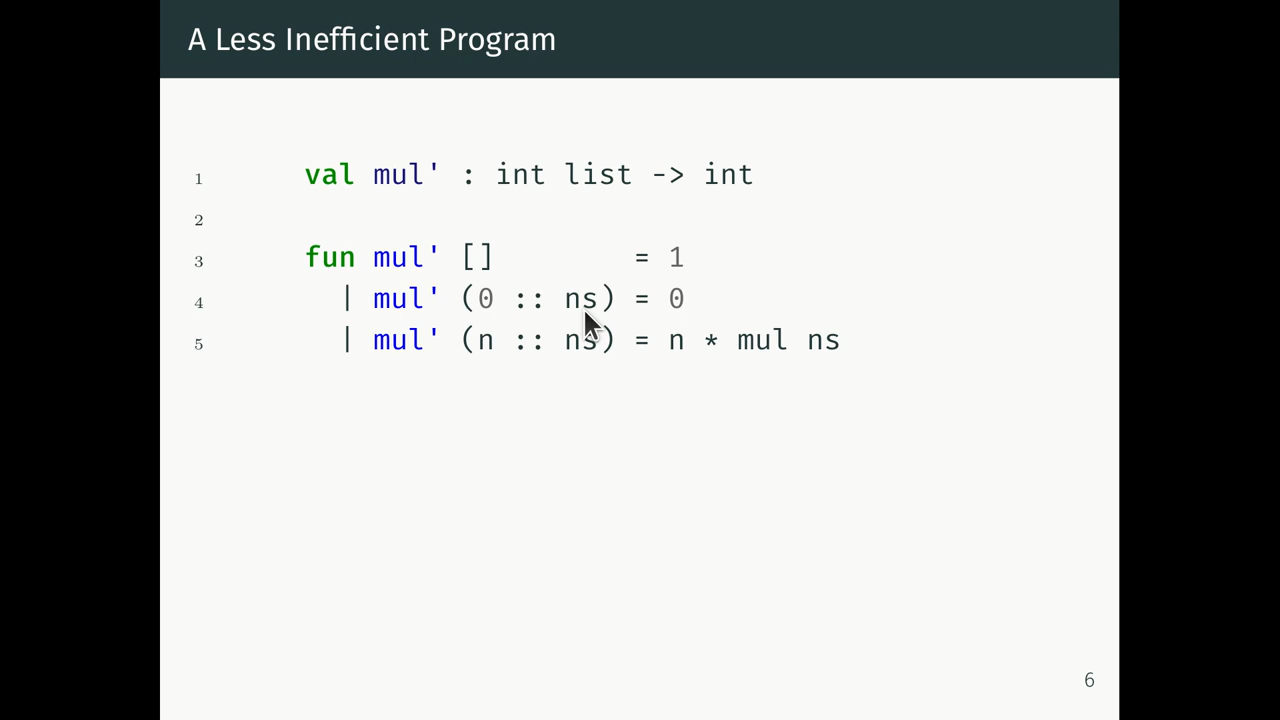 A Less Inefficient Program
1 val mul' : int list -> int
2
3 fun mul' [] = 1
4 | mul' (0 :: ns) = 0
5 | mul' (n :: ns) = n * mul ns
6